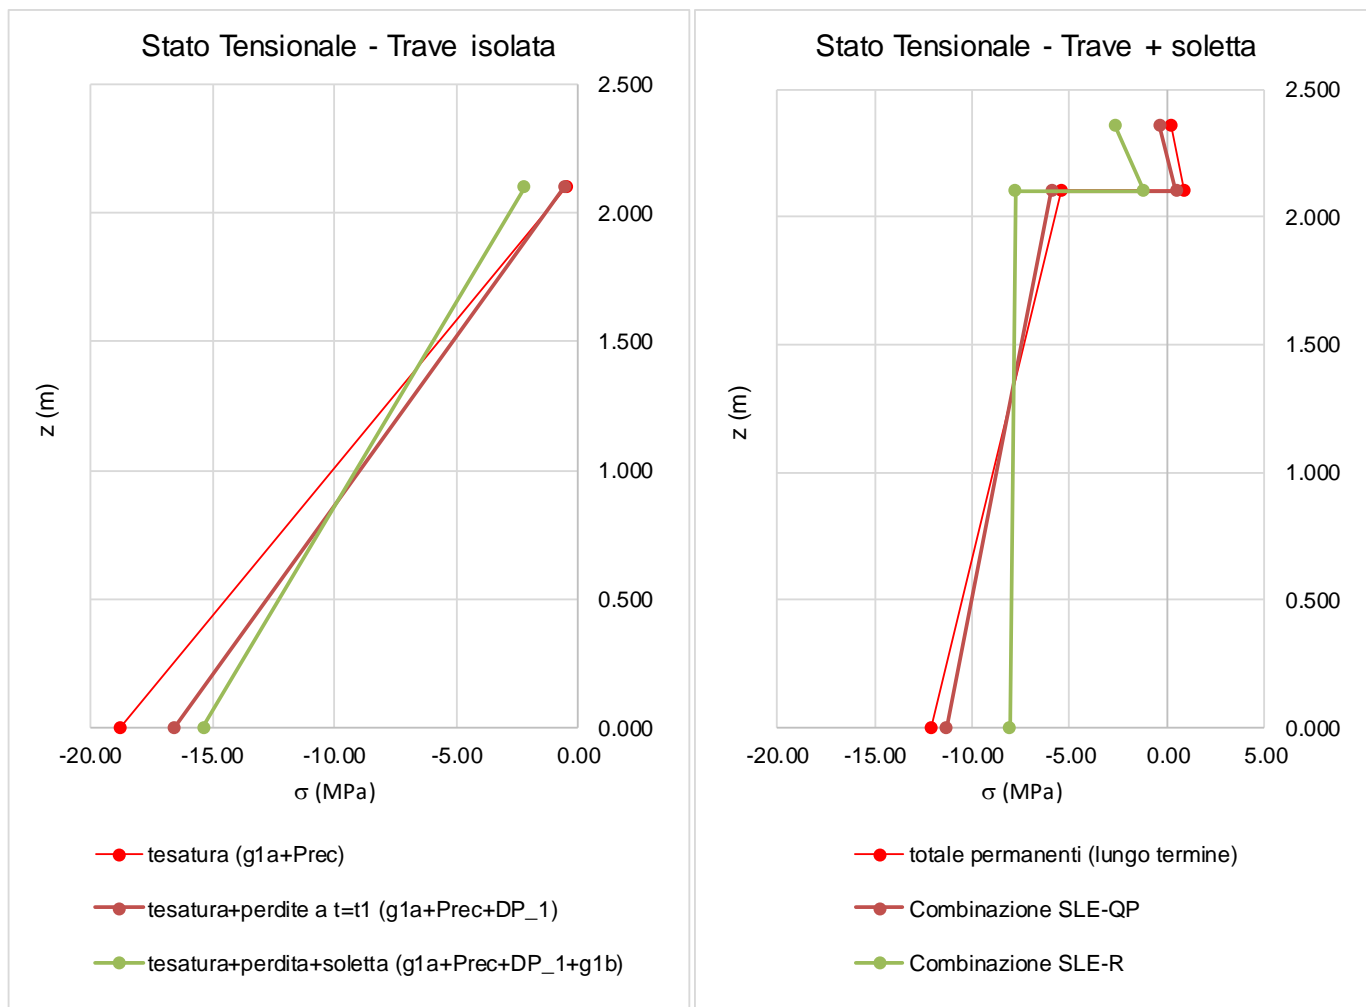 Stato Tensionale - Trave isolata
2.500
2.000
1.500
1.000
0.500
0.000
z (m)
-20.00 -15.00 -10.00 -5.00 0.00
σ (MPa)
tesatura (g1a+Prec)
tesatura+perdite a t=t1 (g1a+Prec+DP_1)
tesatura+perdita+soletta (g1a+Prec+DP_1+g1b)
Stato Tensionale - Trave + soletta
2.500
2.000
1.500
1.000
0.500
0.000
z (m)
-20.00 -15.00 -10.00 -5.00 0.00 5.00
σ (MPa)
totale permanenti (lungo termine)
Combinazione SLE-QP
Combinazione SLE-R